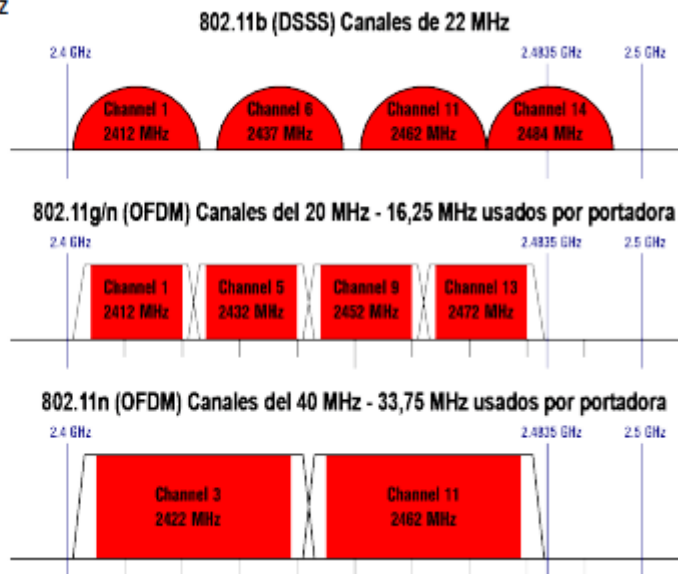 z
802.11b (DSSS) Canales de 22 MHz
2.4 GHz 2.4835 GHz 2.5 GHz
Channel 1 Channel 6 Channel 11 Channel 14
2412 MHz 2437 MHz 2462 MHz 2484 MHz
802.11g/n (OFDM) Canales del 20 MHz - 16,25 MHz usados por portadora
2.4 GHz 2.4835 GHz 2.5 GHz
Channel 1 Channel 5 Channel 9 Channel 13
2412 MHz 2432 MHz 2452 MHz 2472 MHz
802.11n (OFDM) Canales del 40 MHz - 33,75 MHz usados por portadora
2.4 GHz 2.4835 GHz 2.5 GHz
Channel 3 Channel 11
2422 MHz 2462 MHz